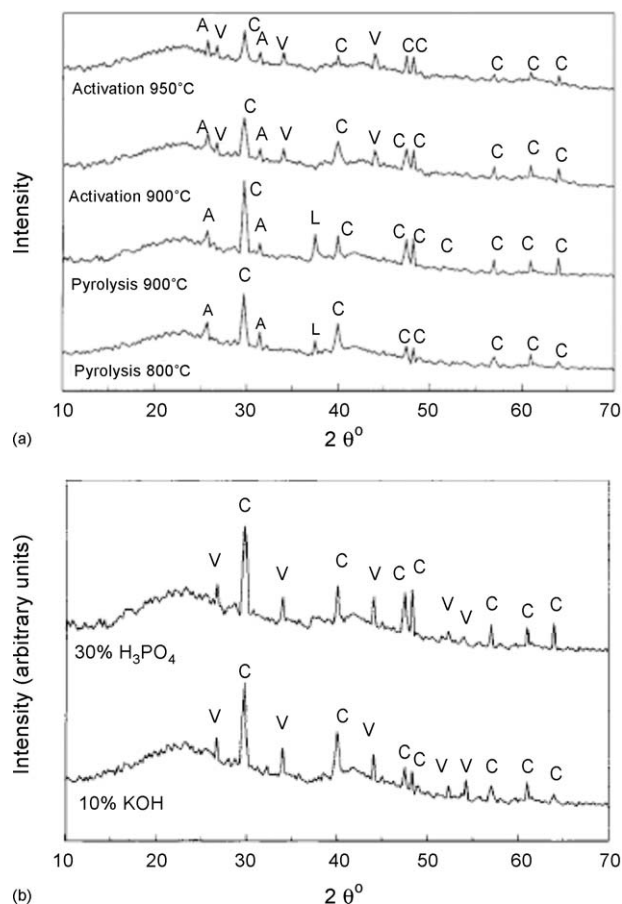 A V C A V C V C C C C C
Activation 950°C
A V C A V C V C C C C C
Activation 900°C
A C A L C C C C C C C
Pyrolysis 900°C
A C A L C C C C C C
Pyrolysis 800°C
Intensity
10 20 30 40 50 60 70
(a)
2 θ°
V C V C V C C V V C C C
30% H₃PO₄
V C V C V C C V V C C C
10% KOH
Intensity (arbitrary units)
10 20 30 40 50 60 70
(b)
2 θ°